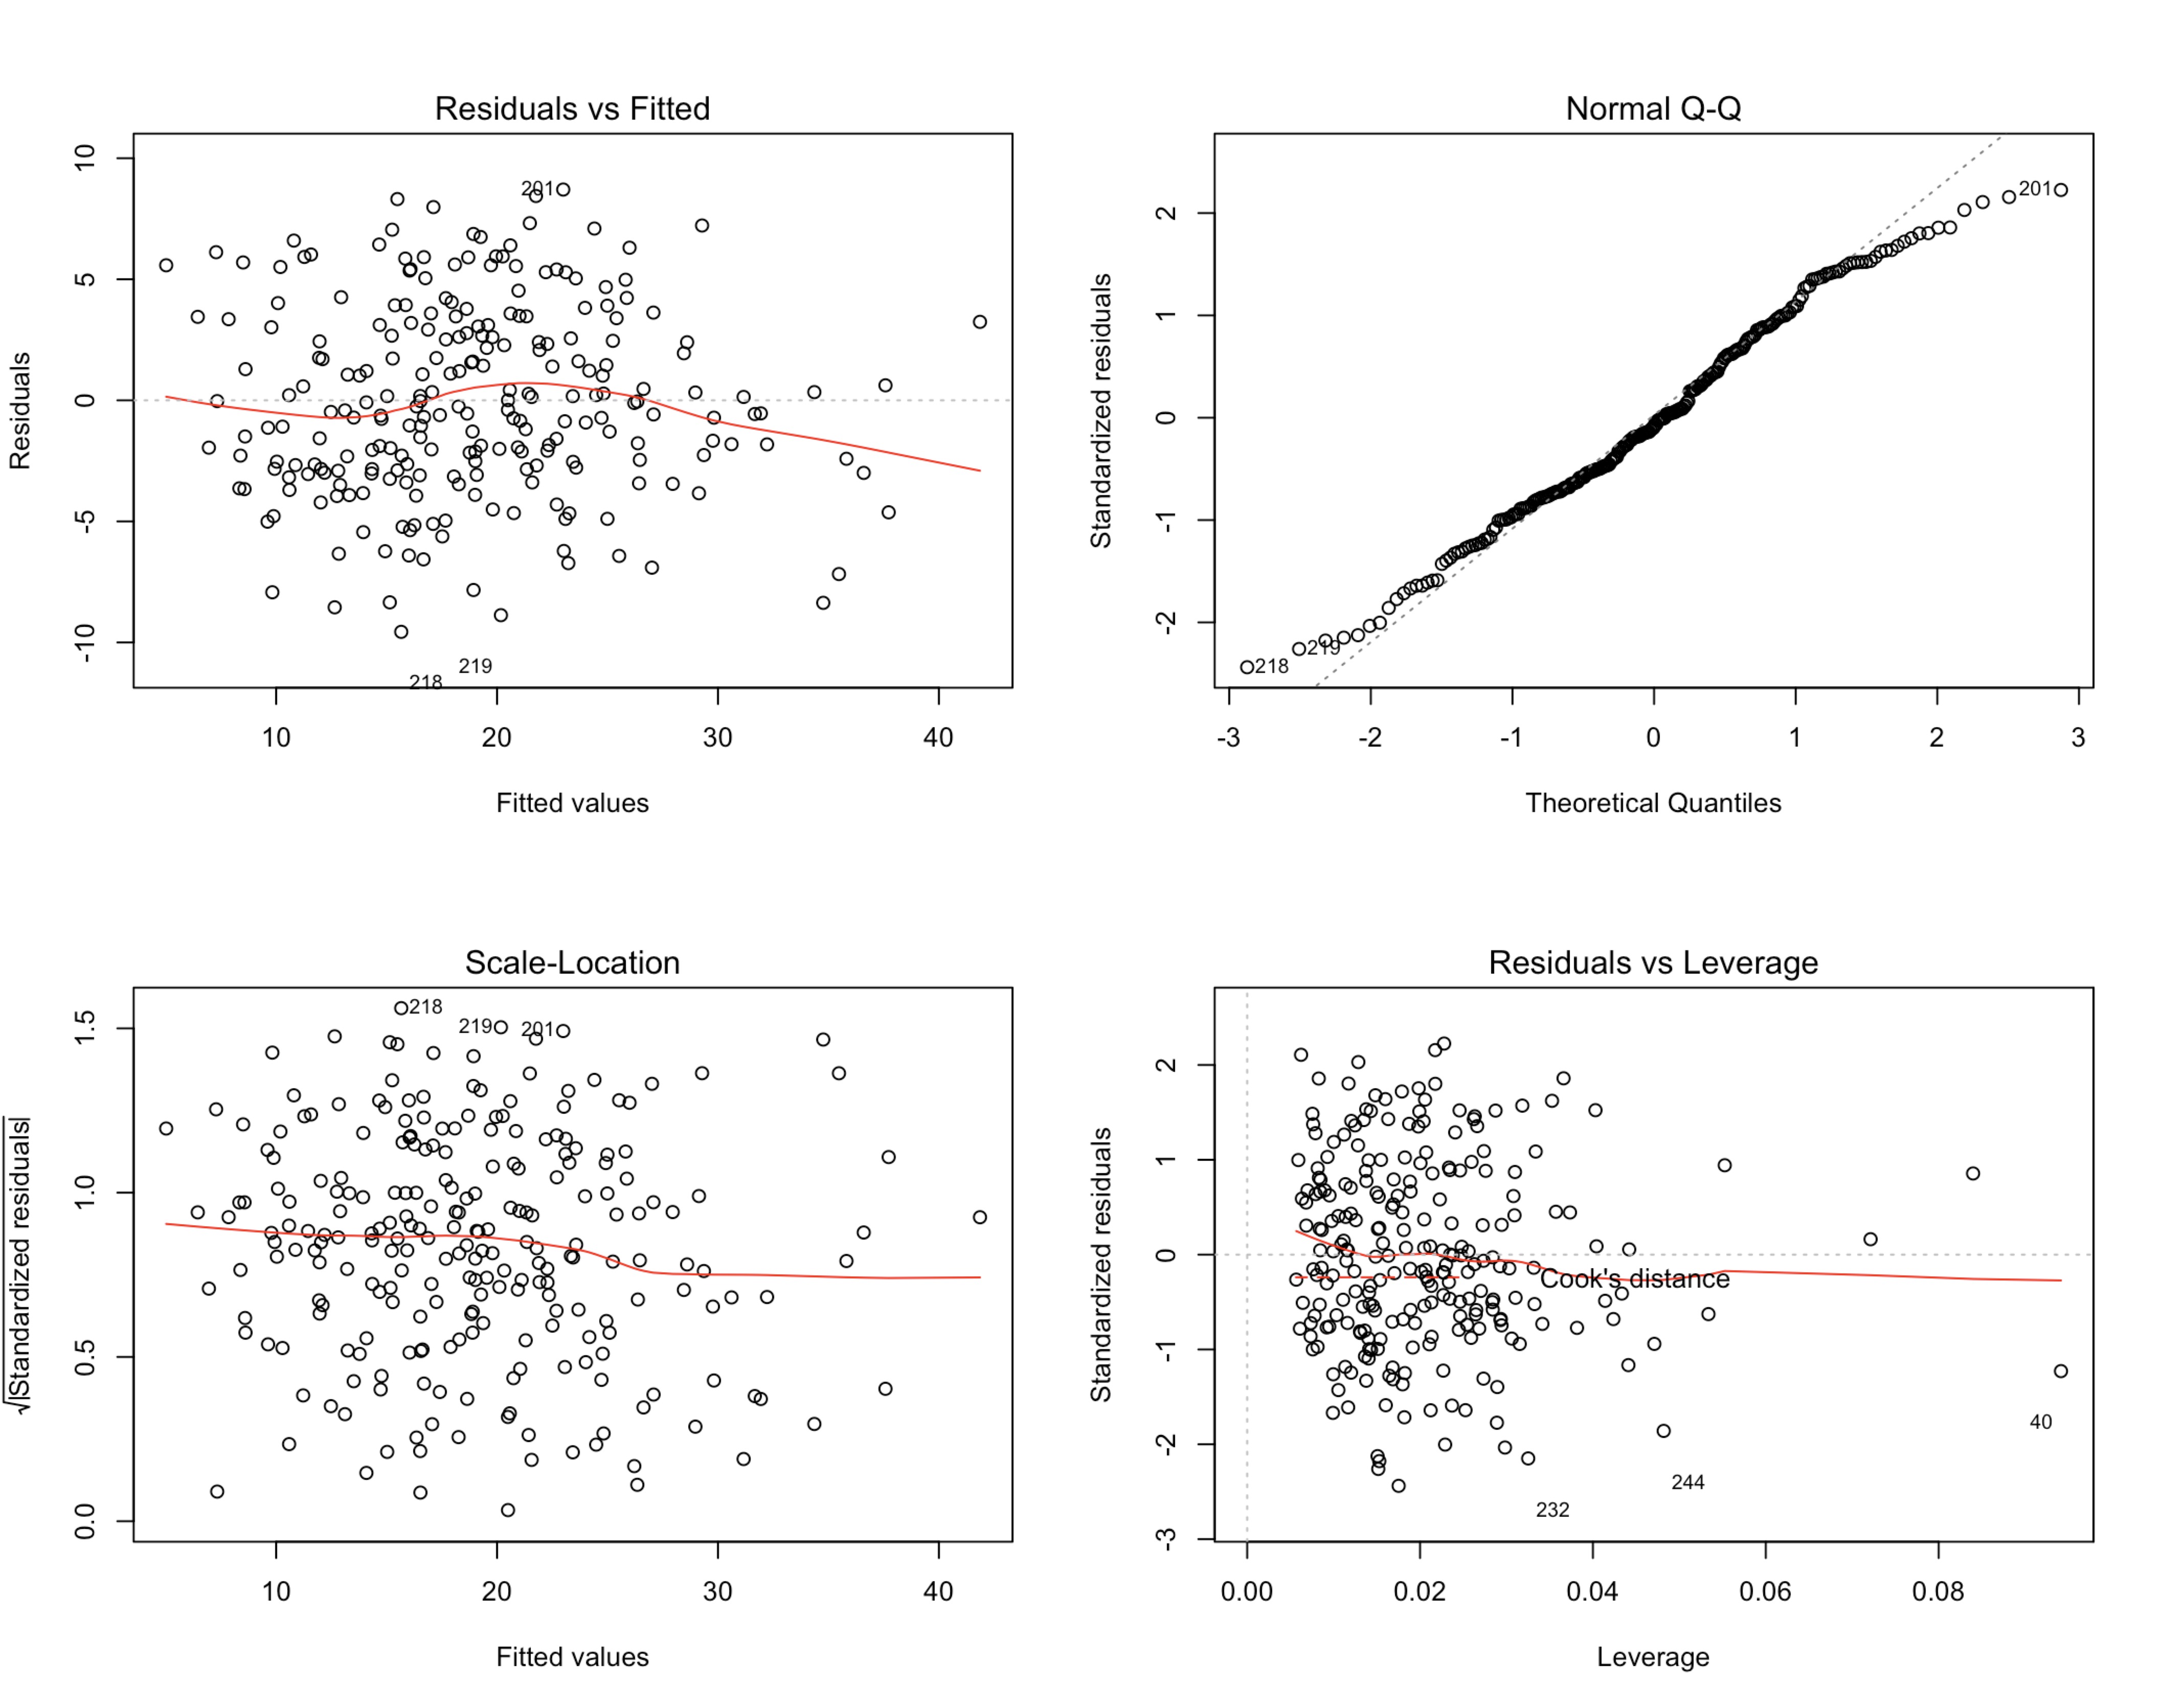 Residuals vs Fitted
Residuals
10
5
0
-5
-10
201
219
218
10 20 30 40
Fitted values
Normal Q-Q
Standardized residuals
2
1
0
-1
-2
201
219
218
-3 -2 -1 0 1 2 3
Theoretical Quantiles
Scale-Location
√|Standardized residuals|
1.5
1.0
0.5
0.0
218
219 201
10 20 30 40
Fitted values
Residuals vs Leverage
Standardized residuals
2
1
0
-1
-2
-3
Cook's distance
40
244
232
0.00 0.02 0.04 0.06 0.08
Leverage